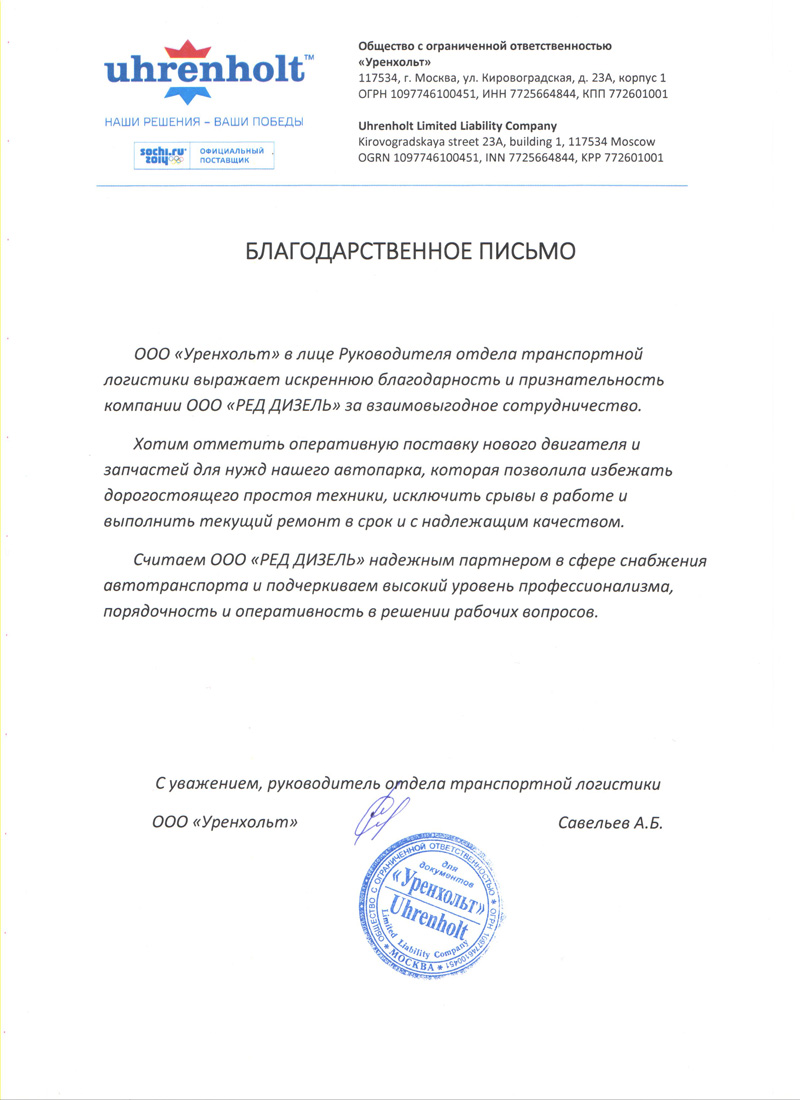 uhrenholt™
НАШИ РЕШЕНИЯ – ВАШИ ПОБЕДЫ
sochi.ru
2014
ОФИЦИАЛЬНЫЙ
ПОСТАВЩИК
Общество с ограниченной ответственностью
«Уренхольт»
117534, г. Москва, ул. Кировоградская, д. 23А, корпус 1
ОГРН 1097746100451, ИНН 7725664844, КПП 772601001
Uhrenholt Limited Liability Company
Kirovogradskaya street 23A, building 1, 117534 Moscow
OGRN 1097746100451, INN 7725664844, KPP 772601001
БЛАГОДАРСТВЕННОЕ ПИСЬМО
ООО «Уренхольт» в лице Руководителя отдела транспортной
логистики выражает искреннюю благодарность и признательность
компании ООО «РЕД ДИЗЕЛЬ» за взаимовыгодное сотрудничество.
Хотим отметить оперативную поставку нового двигателя и
запчастей для нужд нашего автопарка, которая позволила избежать
дорогостоящего простоя техники, исключить срывы в работе и
выполнить текущий ремонт в срок и с надлежащим качеством.
Считаем ООО «РЕД ДИЗЕЛЬ» надежным партнером в сфере снабжения
автотранспорта и подчеркиваем высокий уровень профессионализма,
порядочность и оперативность в решении рабочих вопросов.
С уважением, руководитель отдела транспортной логистики
ООО «Уренхольт» Савельев А.Б.
ОБЩЕСТВО С ОГРАНИЧЕННОЙ ОТВЕТСТВЕННОСТЬЮ * ОГРН 1097746100451
для
документов
«Уренхольт»
Uhrenholt
Limited Liability Company
* МОСКВА *